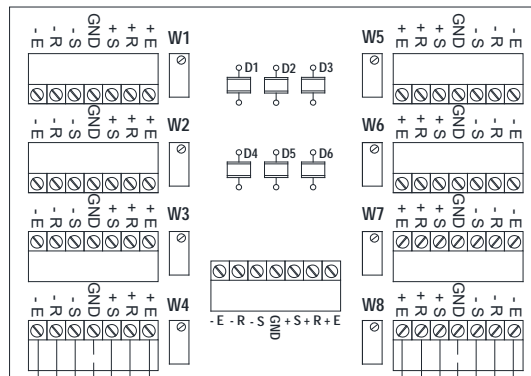 -E -R -S GND +S +R +E
W1
D1 D2 D3
W5
+E +R +S GND -S -R -E
-E -R -S GND +S +R +E
W2
D4 D5 D6
W6
+E +R +S GND -S -R -E
-E -R -S GND +S +R +E
W3
W7
+E +R +S GND -S -R -E
-E -R -S GND +S +R +E
W4
-E -R -S GND +S +R +E
W8
+E +R +S GND -S -R -E